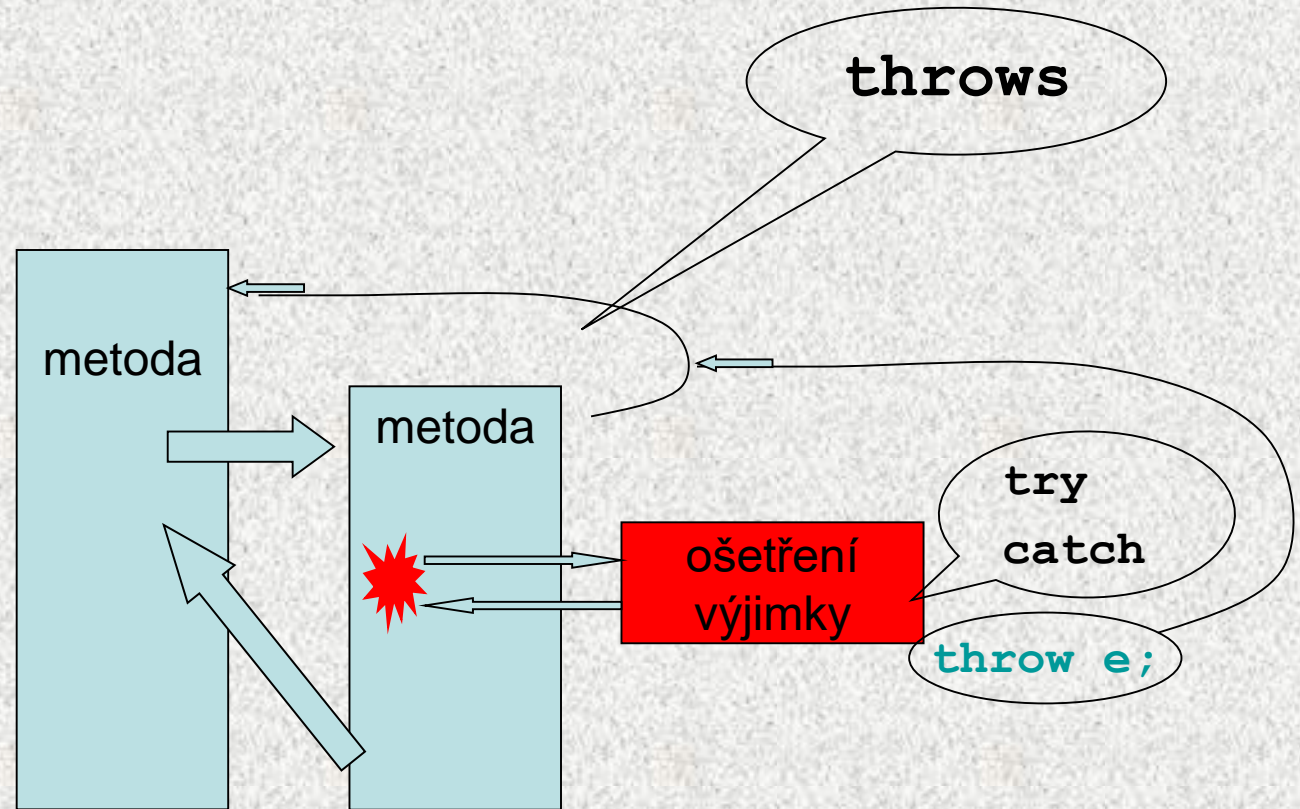 throws
metoda
metoda
try
catch
ošetření
výjimky
throw e;